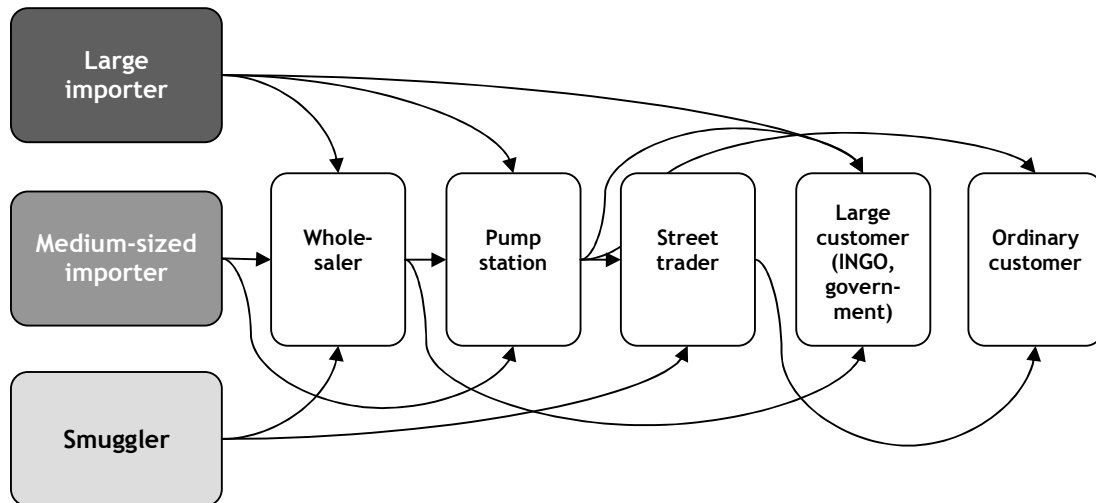 Large
importer
Medium-sized
importer
Smuggler
Whole-
saler
Pump
station
Street
trader
Large
customer
(INGO,
govern-
ment)
Ordinary
customer